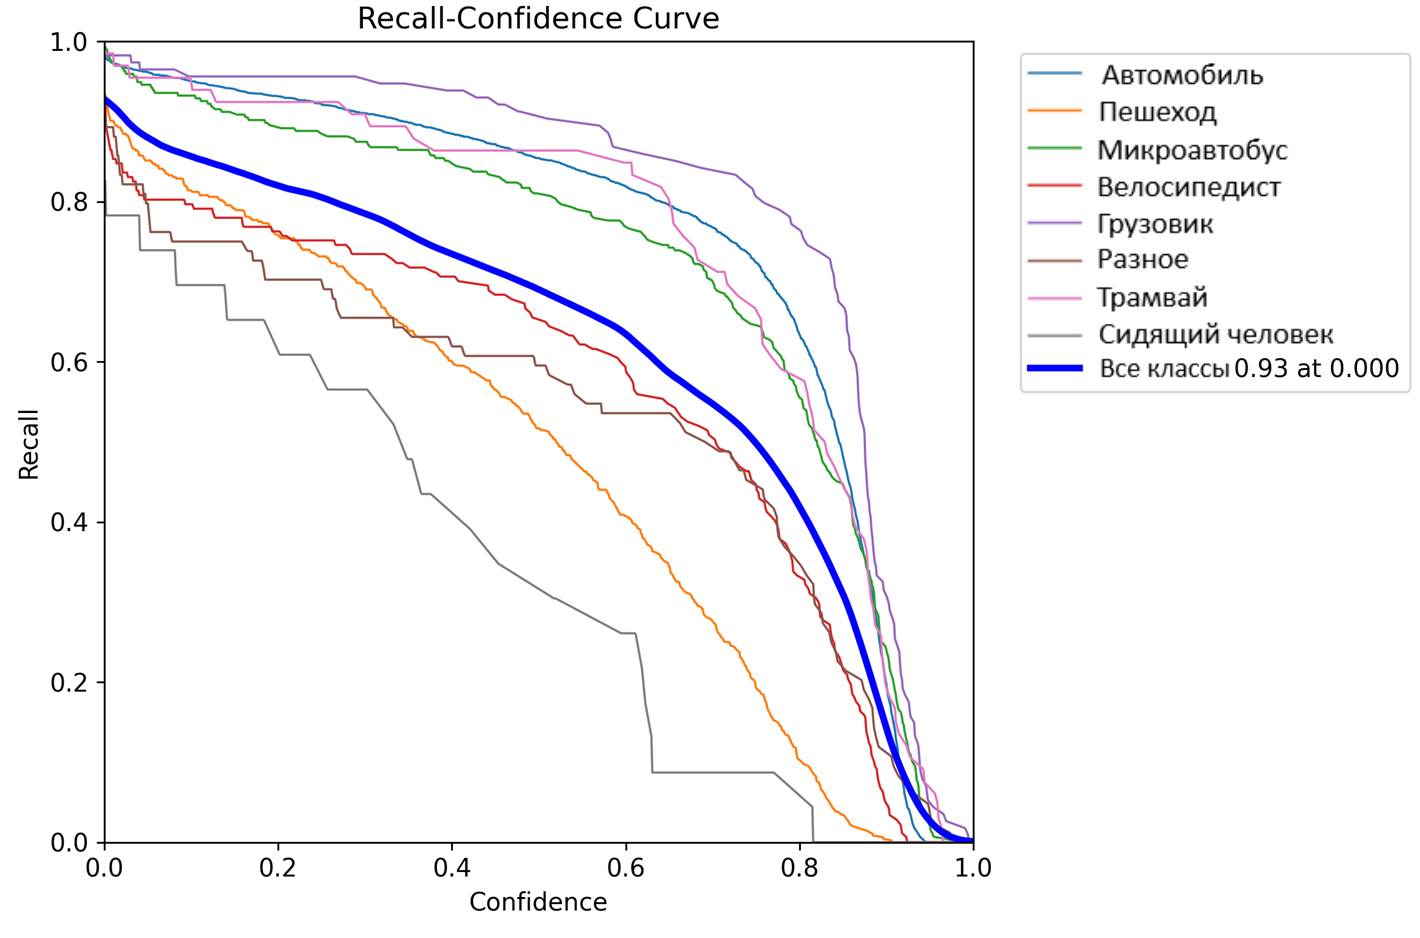 Recall-Confidence Curve
1.0
0.8
0.6
0.4
0.2
0.0
Recall
0.0 0.2 0.4 0.6 0.8 1.0
Confidence
Автомобиль
Пешеход
Микроавтобус
Велосипедист
Грузовик
Разное
Трамвай
Сидящий человек
Все классы 0.93 at 0.000